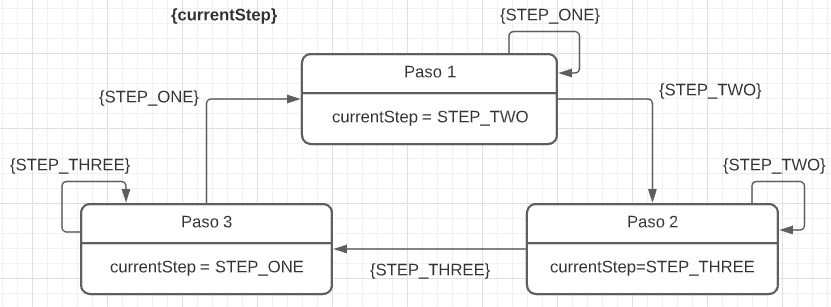 {currentStep}
{STEP_ONE}
Paso 1
currentStep = STEP_TWO
{STEP_ONE}
{STEP_TWO}
{STEP_THREE}
{STEP_TWO}
Paso 3
currentStep = STEP_ONE
Paso 2
currentStep=STEP_THREE
{STEP_THREE}